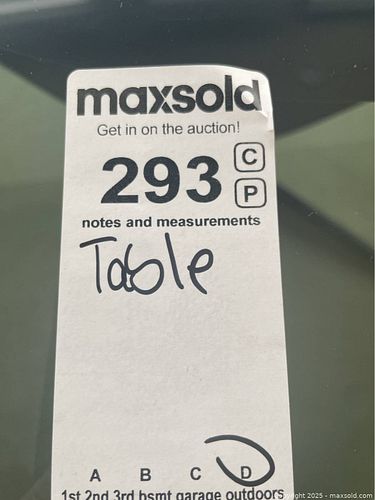 maxsold
Get in on the auction!
293 C
P
notes and measurements
Table
A B C D
1st 2nd 3rd bsmt garage outdoors
right 2025 - maxsold.com